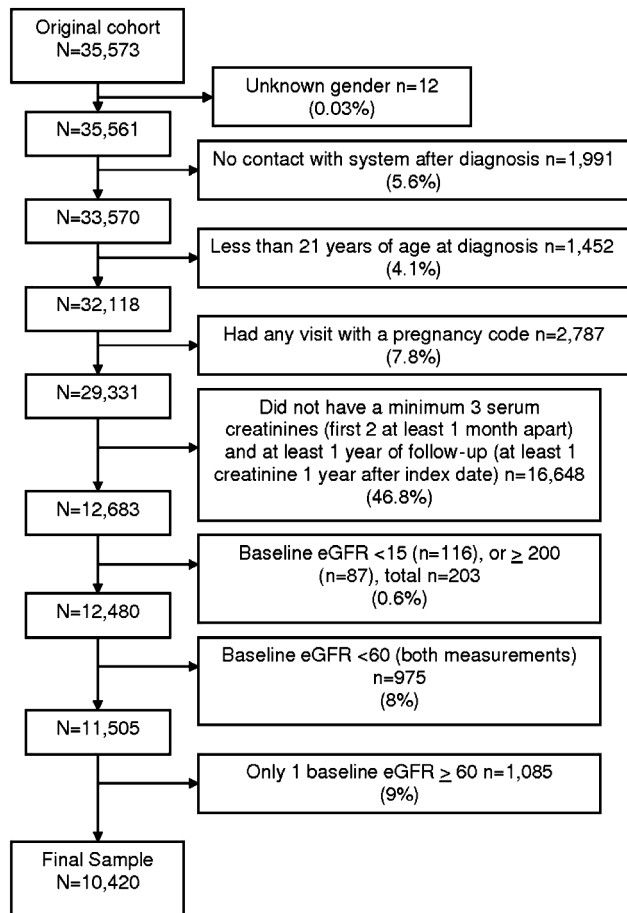 Original cohort
N=35,573
Unknown gender n=12
(0.03%)
N=35,561
No contact with system after diagnosis n=1,991
(5.6%)
N=33,570
Less than 21 years of age at diagnosis n=1,452
(4.1%)
N=32,118
Had any visit with a pregnancy code n=2,787
(7.8%)
N=29,331
Did not have a minimum 3 serum
creatinines (first 2 at least 1 month apart)
and at least 1 year of follow-up (at least 1
creatinine 1 year after index date) n=16,648
(46.8%)
N=12,683
Baseline eGFR <15 (n=116), or ≥ 200
(n=87), total n=203
(0.6%)
N=12,480
Baseline eGFR <60 (both measurements)
n=975
(8%)
N=11,505
Only 1 baseline eGFR ≥ 60 n=1,085
(9%)
Final Sample
N=10,420